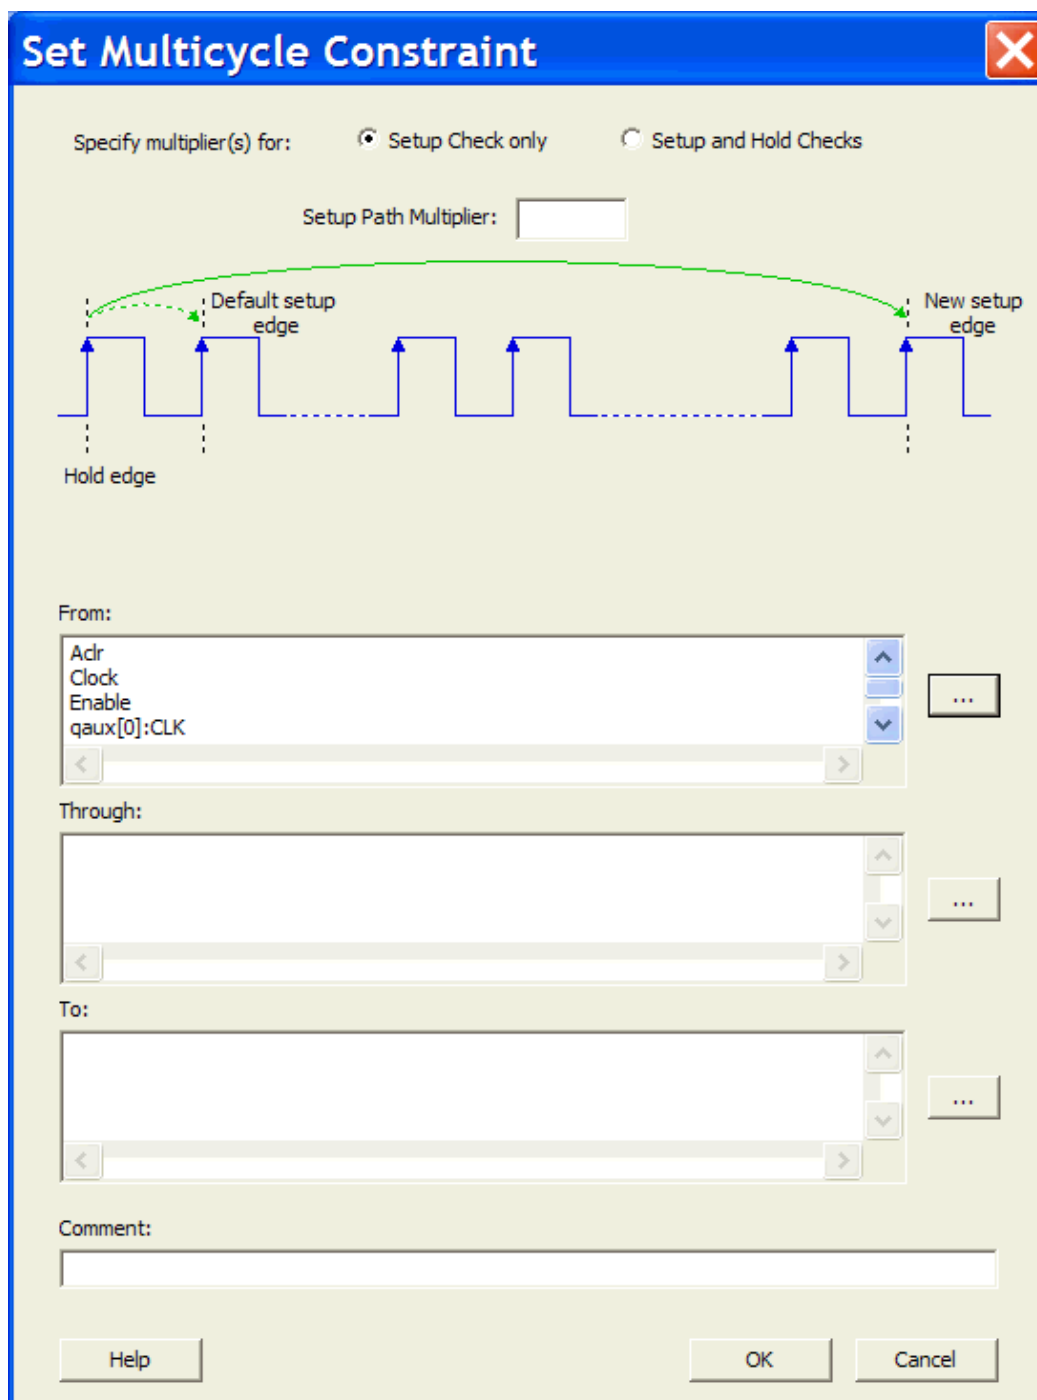 Set Multicycle Constraint
Specify multiplier(s) for: Setup Check only Setup and Hold Checks
Setup Path Multiplier:
Default setup
edge
New setup
edge
Hold edge
From:
Aclr
Clock
Enable
qaux[0]:CLK
...
Through:
...
To:
...
Comment:
Help OK Cancel